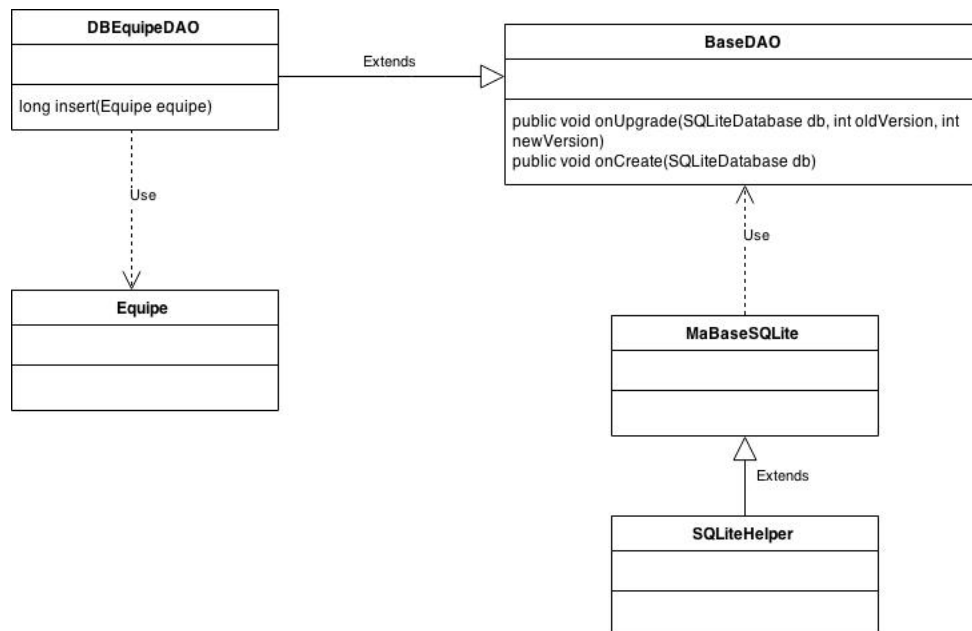 DBEquipeDAO
long insert(Equipe equipe)
Extends
BaseDAO
public void onUpgrade(SQLiteDatabase db, int oldVersion, int
newVersion)
public void onCreate(SQLiteDatabase db)
Use
Use
Equipe
MaBaseSQLite
Extends
SQLiteHelper